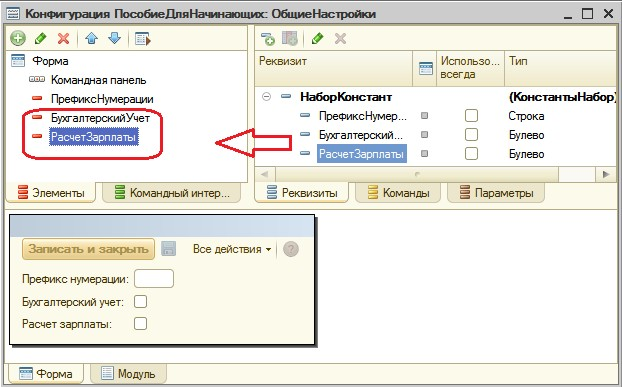 Конфигурация ПособиеДляНачинающих: ОбщиеНастройки
Форма
Командная панель
ПрефиксНумерации
БухгалтерскийУчет
РасчетЗарплаты
Элементы
Командный интер...
Реквизит
Использо... всегда
Тип
НаборКонстант
(КонстантыНабор)
ПрефиксНумер...
Строка
Бухгалтерский...
Булево
РасчетЗарплаты
Булево
Реквизиты
Команды
Параметры
Записать и закрыть
Все действия
Префикс нумерации:
Бухгалтерский учет:
Расчет зарплаты:
Форма
Модуль